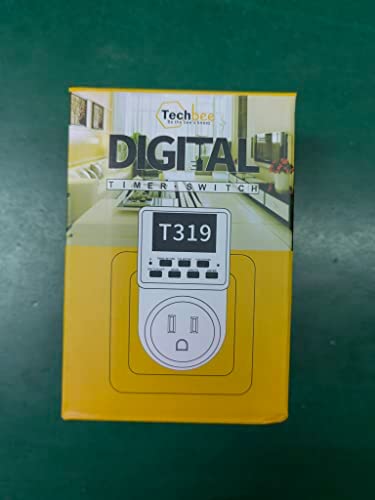 Techbee
Be the bee's knees
DIGITAL
TIMER·SWITCH
T319